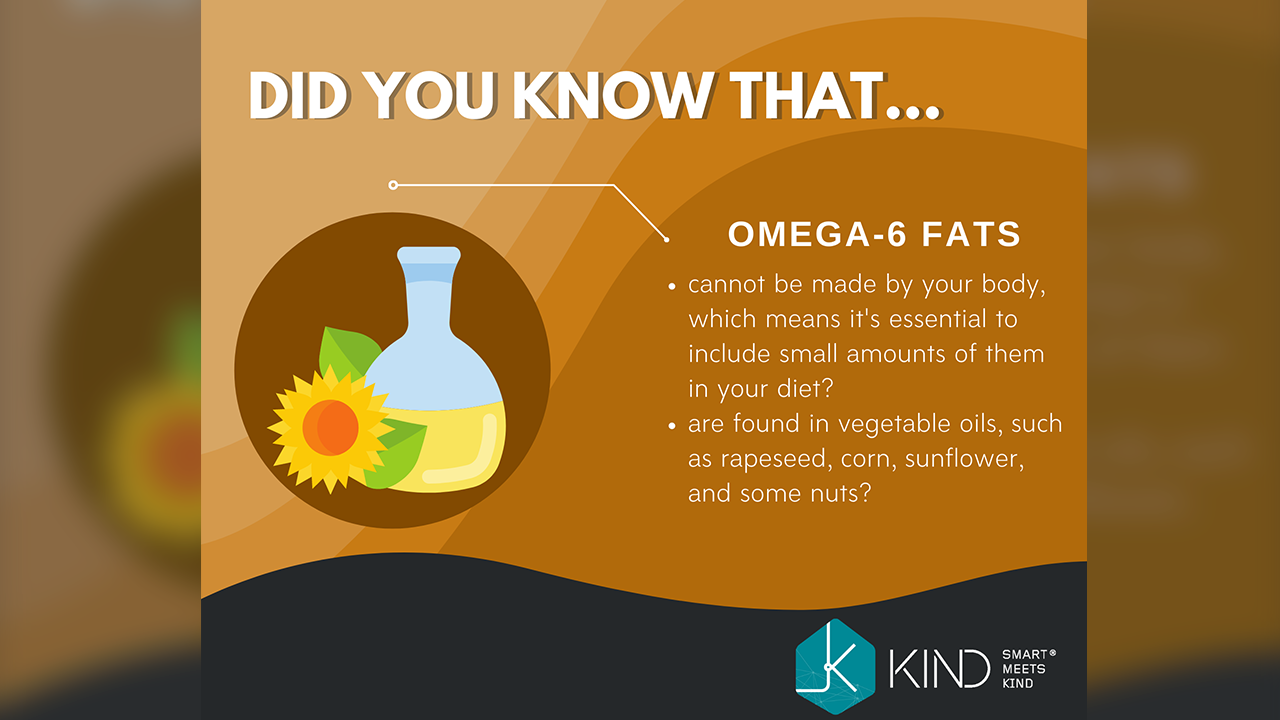 DID YOU KNOW THAT...
OMEGA-6 FATS
• cannot be made by your body,
which means it's essential to
include small amounts of them
in your diet?
• are found in vegetable oils, such
as rapeseed, corn, sunflower,
and some nuts?
KIND
SMART®
MEETS
KIND